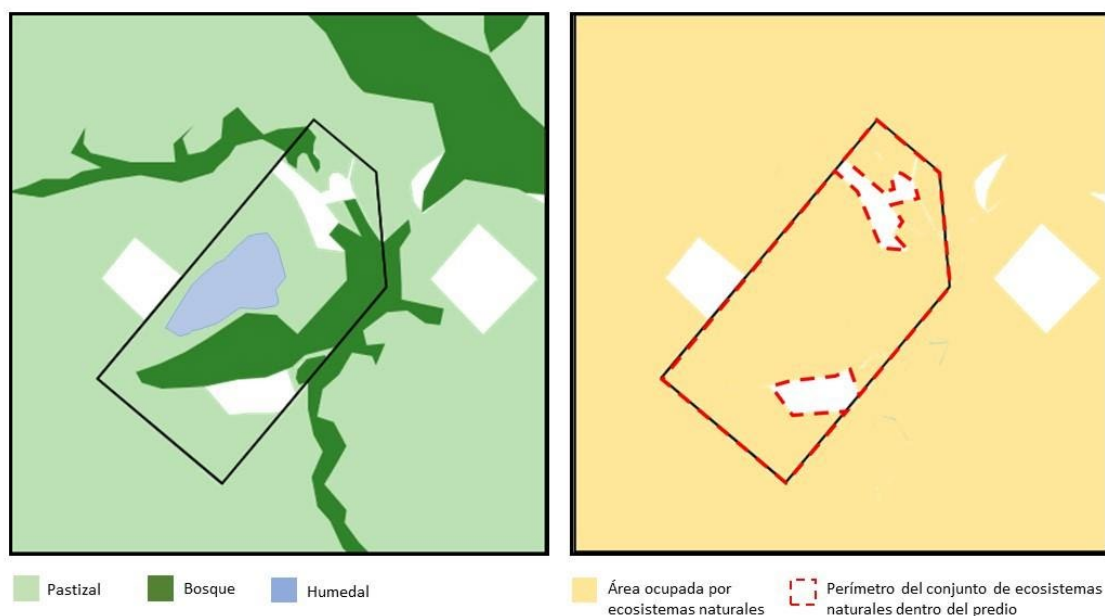 Pastizal
Bosque
Humedal
Área ocupada por
ecosistemas naturales
Perímetro del conjunto de ecosistemas
naturales dentro del predio